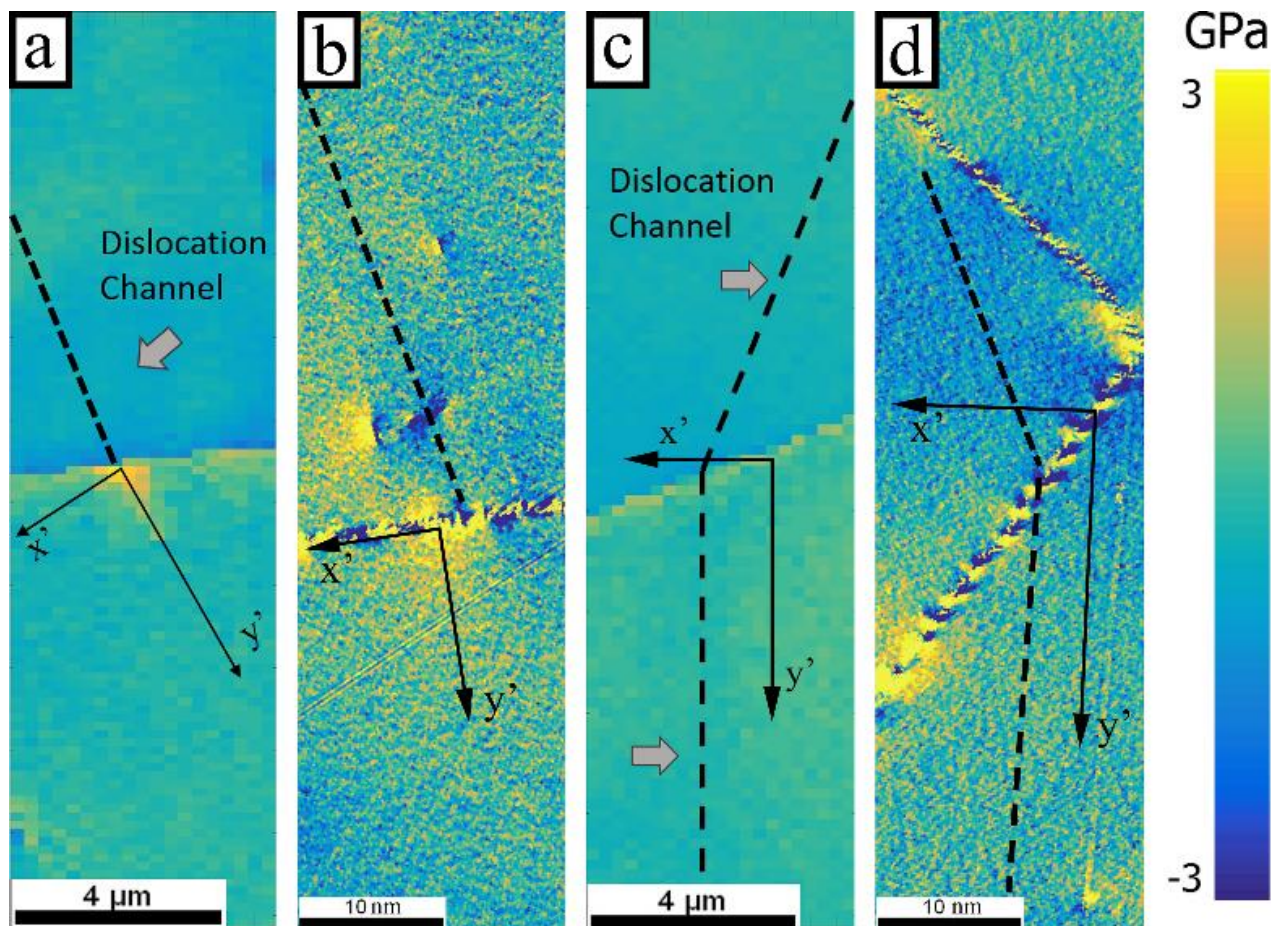 a
Dislocation
Channel
x’
y’
4 µm
b
x’
y’
10 nm
c
Dislocation
Channel
x’
y’
4 µm
d
x’
y’
10 nm
GPa
3
-3